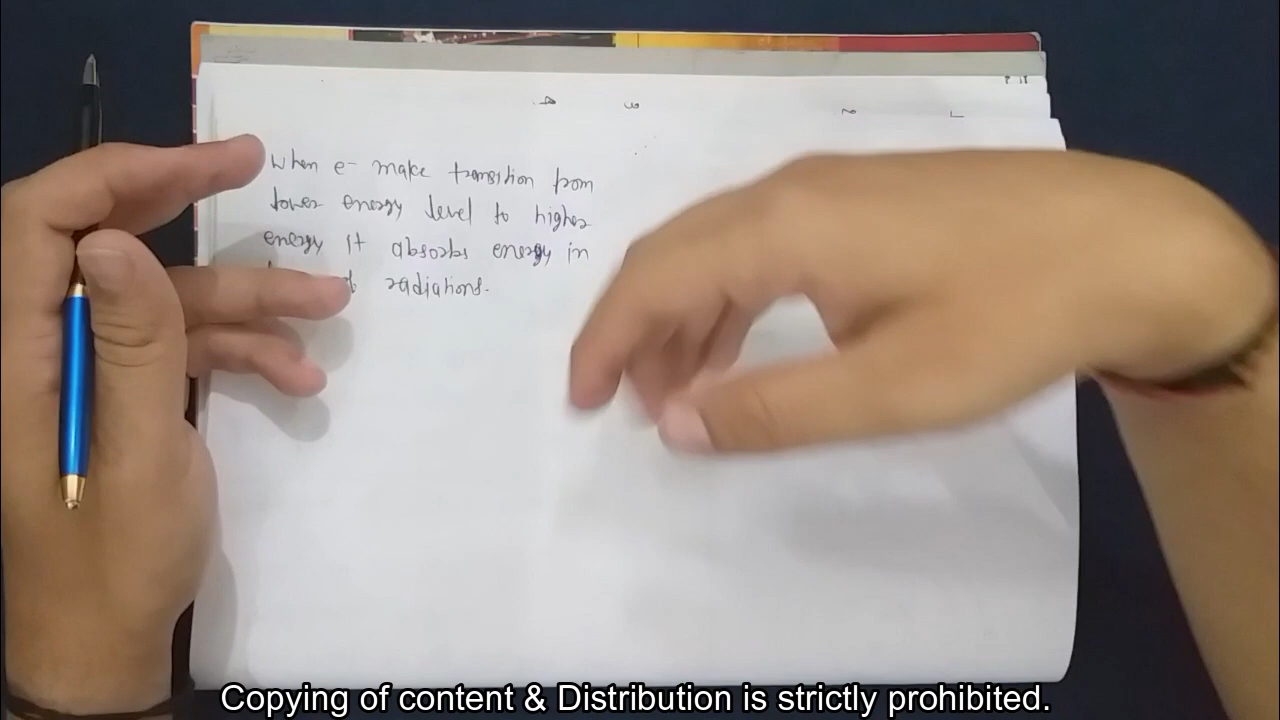 When e- make transition from
lower energy level to higher
energy It absorbs energy in
radiations.
Copying of content & Distribution is strictly prohibited.